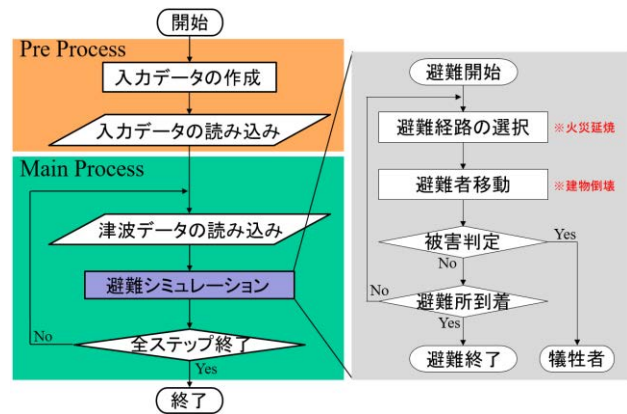 開始
Pre Process
入力データの作成
入力データの読み込み
Main Process
津波データの読み込み
避難シミュレーション
No
全ステップ終了
Yes
終了
避難開始
避難経路の選択
※火災延焼
避難者移動
※建物倒壊
被害判定
Yes
No
No
避難所到着
Yes
避難終了
犠牲者